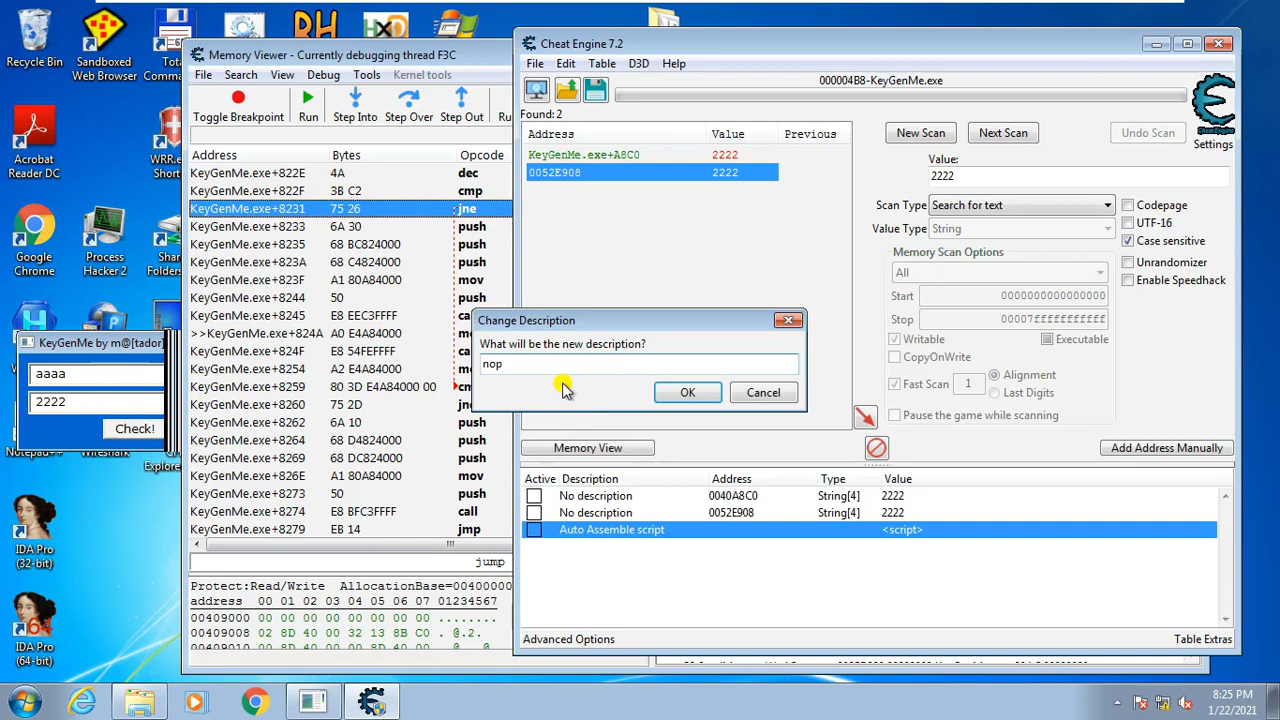 Recycle Bin
Sandboxed
Web Browser
Total
Comma
RH
HxD
Acrobat
Reader DC
WRR.exe
Short
Google
Chrome
Process
Hacker 2
Shar
Folders
Notepad++
Wireshark
Explor
IDA Pro
(32-bit)
IDA Pro
(64-bit)
KeyGenMe by m@[tador]
aaaa
2222
Check!
Memory Viewer - Currently debugging thread F3C
File Search View Debug Tools Kernel tools
Toggle Breakpoint Run Step Into Step Over Step Out Ru
Address Bytes Opcode
KeyGenMe.exe+822E 4A dec
KeyGenMe.exe+822F 3B C2 cmp
KeyGenMe.exe+8231 75 26 jne
KeyGenMe.exe+8233 6A 30 push
KeyGenMe.exe+8235 68 BC824000 push
KeyGenMe.exe+823A 68 C4824000 push
KeyGenMe.exe+823F A1 80A84000 mov
KeyGenMe.exe+8244 50 push
KeyGenMe.exe+8245 E8 EEC3FFFF ca
>>KeyGenMe.exe+824A A0 E4A84000 m
KeyGenMe.exe+824F E8 54FEFFFF ca
KeyGenMe.exe+8254 A2 E4A84000 m
KeyGenMe.exe+8259 80 3D E4A84000 00 cm
KeyGenMe.exe+8260 75 2D jn
KeyGenMe.exe+8262 6A 10 push
KeyGenMe.exe+8264 68 D4824000 push
KeyGenMe.exe+8269 68 DC824000 push
KeyGenMe.exe+826E A1 80A84000 mov
KeyGenMe.exe+8273 50 push
KeyGenMe.exe+8274 E8 BFC3FFFF call
KeyGenMe.exe+8279 EB 14 jmp
jump
Protect:Read/Write AllocationBase=00400000
address 00 01 02 03 04 05 06 07 01234567
00409000 00 00 00 00 00 00 00 00 ........
00409008 02 8D 40 00 32 13 8B C0 . @.2.
Cheat Engine 7.2
File Edit Table D3D Help
000004B8-KeyGenMe.exe
Found: 2
Address Value Previous
KeyGenMe.exe+A8C0 2222
0052E908 2222
New Scan Next Scan Undo Scan
Settings
Value:
2222
Scan Type Search for text
Value Type String
Codepage
UTF-16
Case sensitive
Memory Scan Options
All
Start 0000000000000000
Stop 00007fffffffffff
Writable Executable
CopyOnWrite
Fast Scan 1 Alignment
Last Digits
Pause the game while scanning
Unrandomizer
Enable Speedhack
Change Description
What will be the new description?
nop
OK Cancel
Memory View Add Address Manually
Active Description Address Type Value
No description 0040A8C0 String[4] 2222
No description 0052E908 String[4] 2222
Auto Assemble script <script>
Advanced Options Table Extras
8:25 PM
1/22/2021